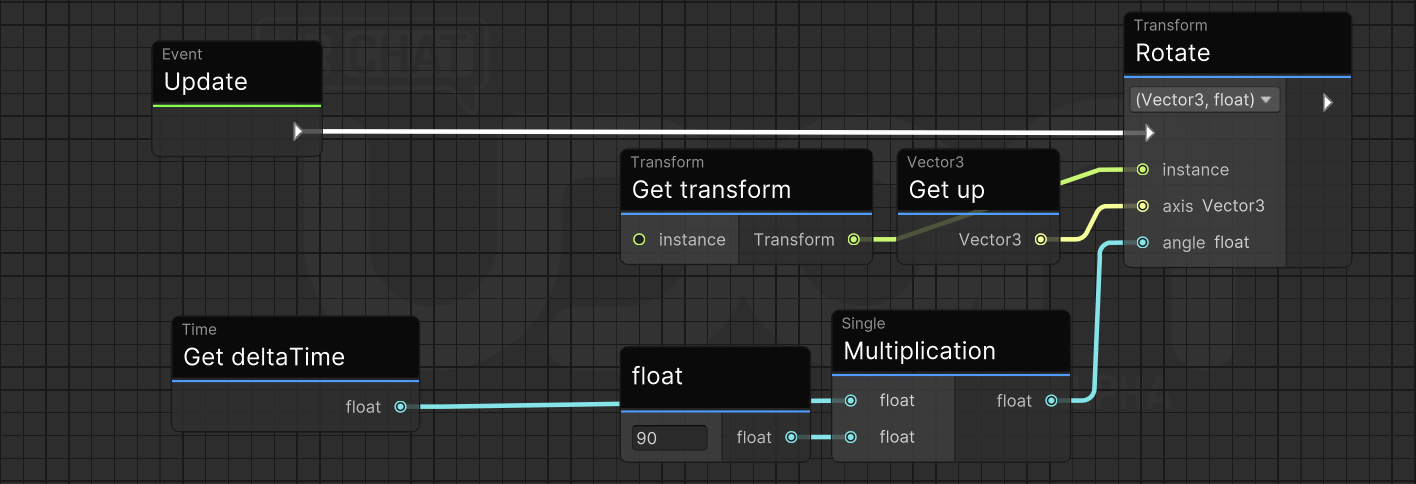 Event
Update
Transform
Rotate
(Vector3, float)
instance
axis Vector3
angle float
Transform
Get transform
instance Transform
Vector3
Get up
Vector3
Time
Get deltaTime
float
float
90 float
Single
Multiplication
float float
float
CHAT